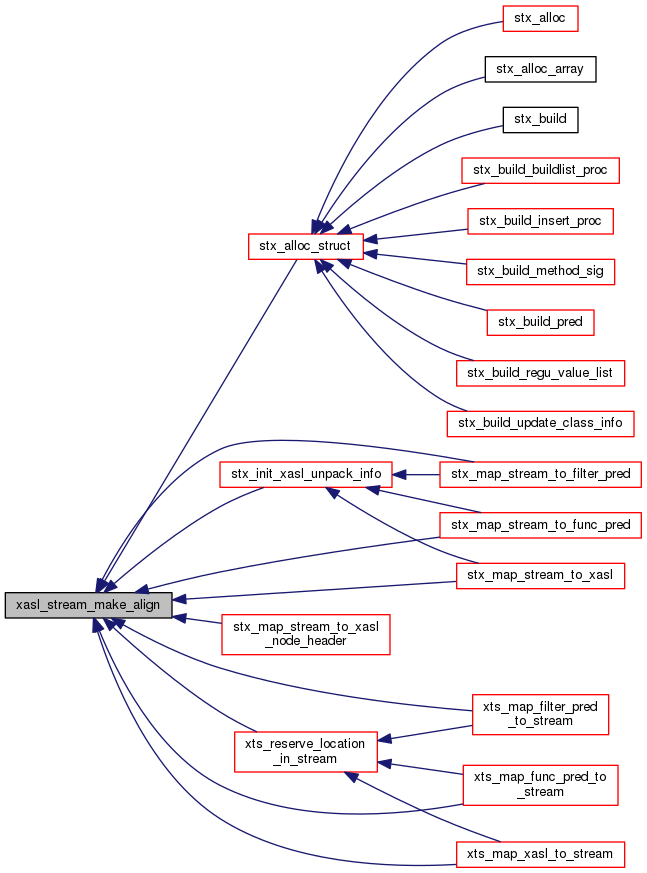 stx_alloc
stx_alloc_array
stx_build
stx_build_buildlist_proc
stx_build_insert_proc
stx_alloc_struct
stx_build_method_sig
stx_build_pred
stx_build_regu_value_list
stx_build_update_class_info
stx_init_xasl_unpack_info
stx_map_stream_to_filter_pred
stx_map_stream_to_func_pred
stx_map_stream_to_xasl
xasl_stream_make_align
stx_map_stream_to_xasl
_node_header
xts_map_filter_pred
_to_stream
xts_reserve_location
_in_stream
xts_map_func_pred_to
_stream
xts_map_xasl_to_stream